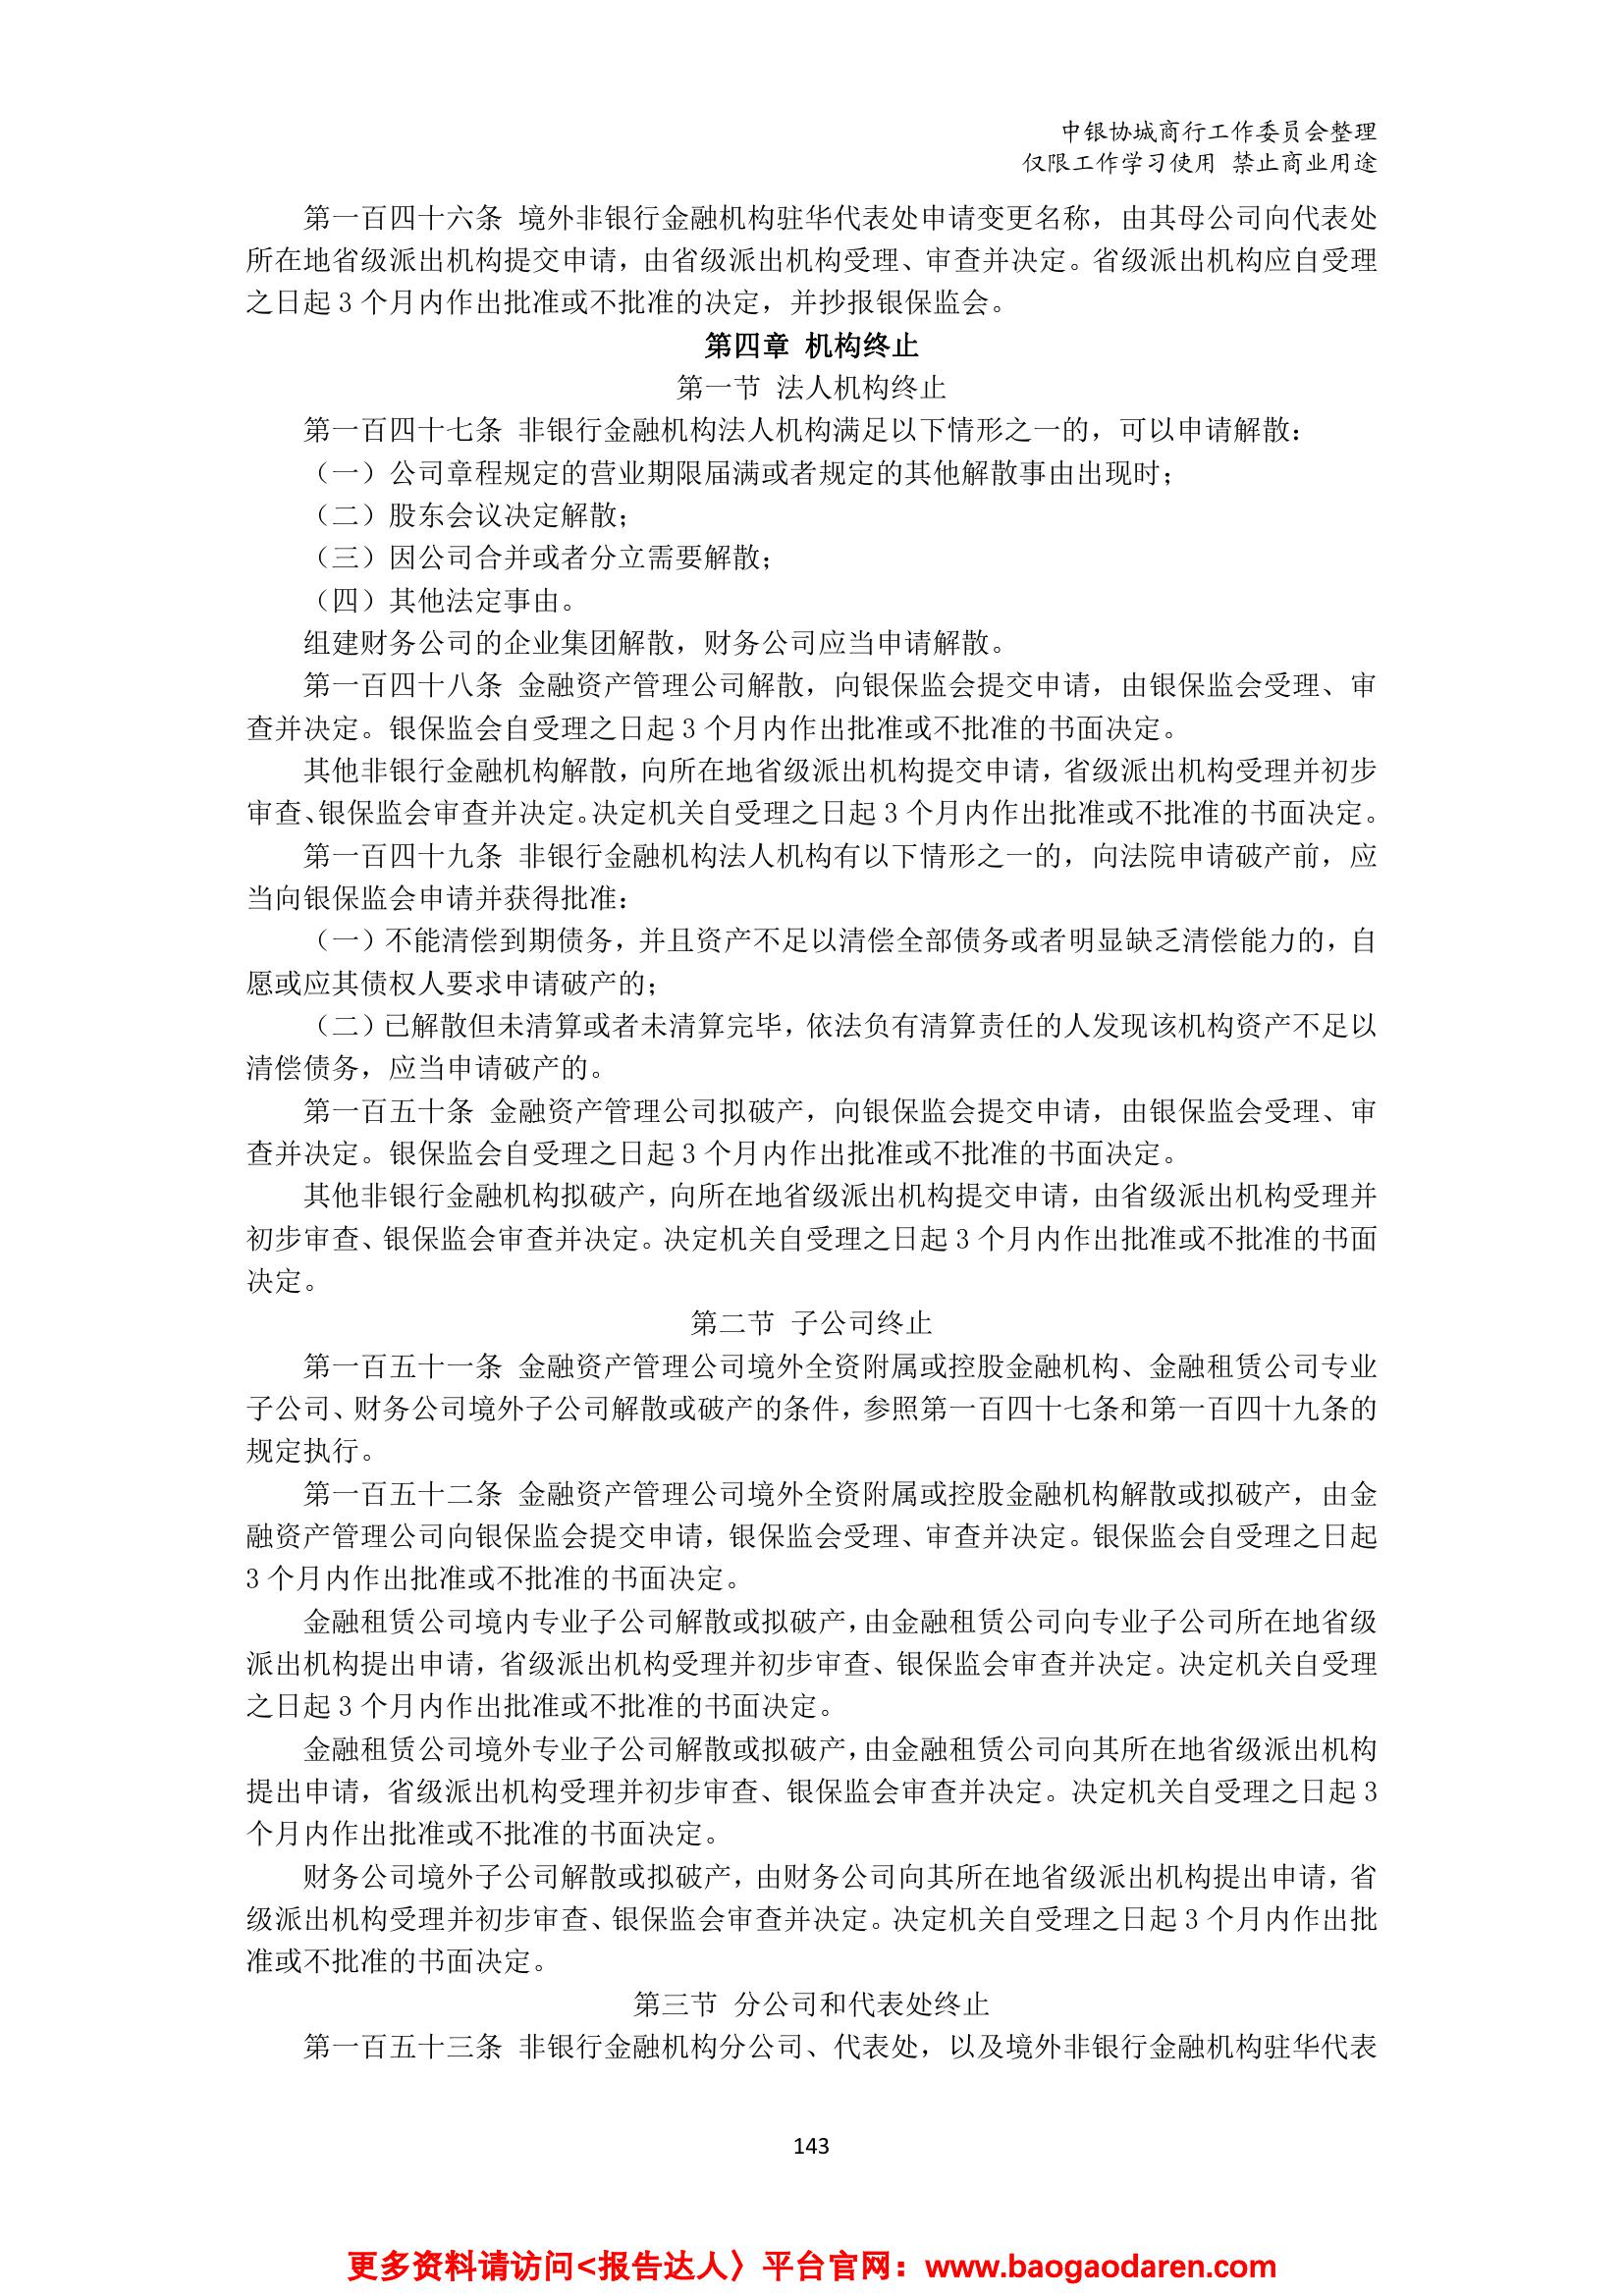 中银协城商行工作委员会整理
仅限工作学习使用 禁止商业用途
第一百四十六条 境外非银行金融机构驻华代表处申请变更名称，由其母公司向代表处
所在地省级派出机构提交申请，由省级派出机构受理、审查并决定。省级派出机构应自受理
之日起 3 个月内作出批准或不批准的决定，并抄报银保监会。
第四章 机构终止
第一节 法人机构终止
第一百四十七条 非银行金融机构法人机构满足以下情形之一的，可以申请解散：
（一）公司章程规定的营业期限届满或者规定的其他解散事由出现时；
（二）股东会议决定解散；
（三）因公司合并或者分立需要解散；
（四）其他法定事由。
组建财务公司的企业集团解散，财务公司应当申请解散。
第一百四十八条 金融资产管理公司解散，向银保监会提交申请，由银保监会受理、审
查并决定。银保监会自受理之日起 3 个月内作出批准或不批准的书面决定。
其他非银行金融机构解散，向所在地省级派出机构提交申请，省级派出机构受理并初步
审查、银保监会审查并决定。决定机关自受理之日起 3 个月内作出批准或不批准的书面决定。
第一百四十九条 非银行金融机构法人机构有以下情形之一的，向法院申请破产前，应
当向银保监会申请并获得批准：
（一）不能清偿到期债务，并且资产不足以清偿全部债务或者明显缺乏清偿能力的，自
愿或应其债权人要求申请破产的；
（二）已解散但未清算或者未清算完毕，依法负有清算责任的人发现该机构资产不足以
清偿债务，应当申请破产的。
第一百五十条 金融资产管理公司拟破产，向银保监会提交申请，由银保监会受理、审
查并决定。银保监会自受理之日起 3 个月内作出批准或不批准的书面决定。
其他非银行金融机构拟破产，向所在地省级派出机构提交申请，由省级派出机构受理并
初步审查、银保监会审查并决定。决定机关自受理之日起 3 个月内作出批准或不批准的书面
决定。
第二节 子公司终止
第一百五十一条 金融资产管理公司境外全资附属或控股金融机构、金融租赁公司专业
子公司、财务公司境外子公司解散或破产的条件，参照第一百四十七条和第一百四十九条的
规定执行。
第一百五十二条 金融资产管理公司境外全资附属或控股金融机构解散或拟破产，由金
融资产管理公司向银保监会提交申请，银保监会受理、审查并决定。银保监会自受理之日起
3 个月内作出批准或不批准的书面决定。
金融租赁公司境内专业子公司解散或拟破产，由金融租赁公司向专业子公司所在地省级
派出机构提出申请，省级派出机构受理并初步审查、银保监会审查并决定。决定机关自受理
之日起 3 个月内作出批准或不批准的书面决定。
金融租赁公司境外专业子公司解散或拟破产，由金融租赁公司向其所在地省级派出机构
提出申请，省级派出机构受理并初步审查、银保监会审查并决定。决定机关自受理之日起 3
个月内作出批准或不批准的书面决定。
财务公司境外子公司解散或拟破产，由财务公司向其所在地省级派出机构提出申请，省
级派出机构受理并初步审查、银保监会审查并决定。决定机关自受理之日起 3 个月内作出批
准或不批准的书面决定。
第三节 分公司和代表处终止
第一百五十三条 非银行金融机构分公司、代表处，以及境外非银行金融机构驻华代表
143
更多资料请访问<报告达人〉平台官网：www.baogaodaren.com